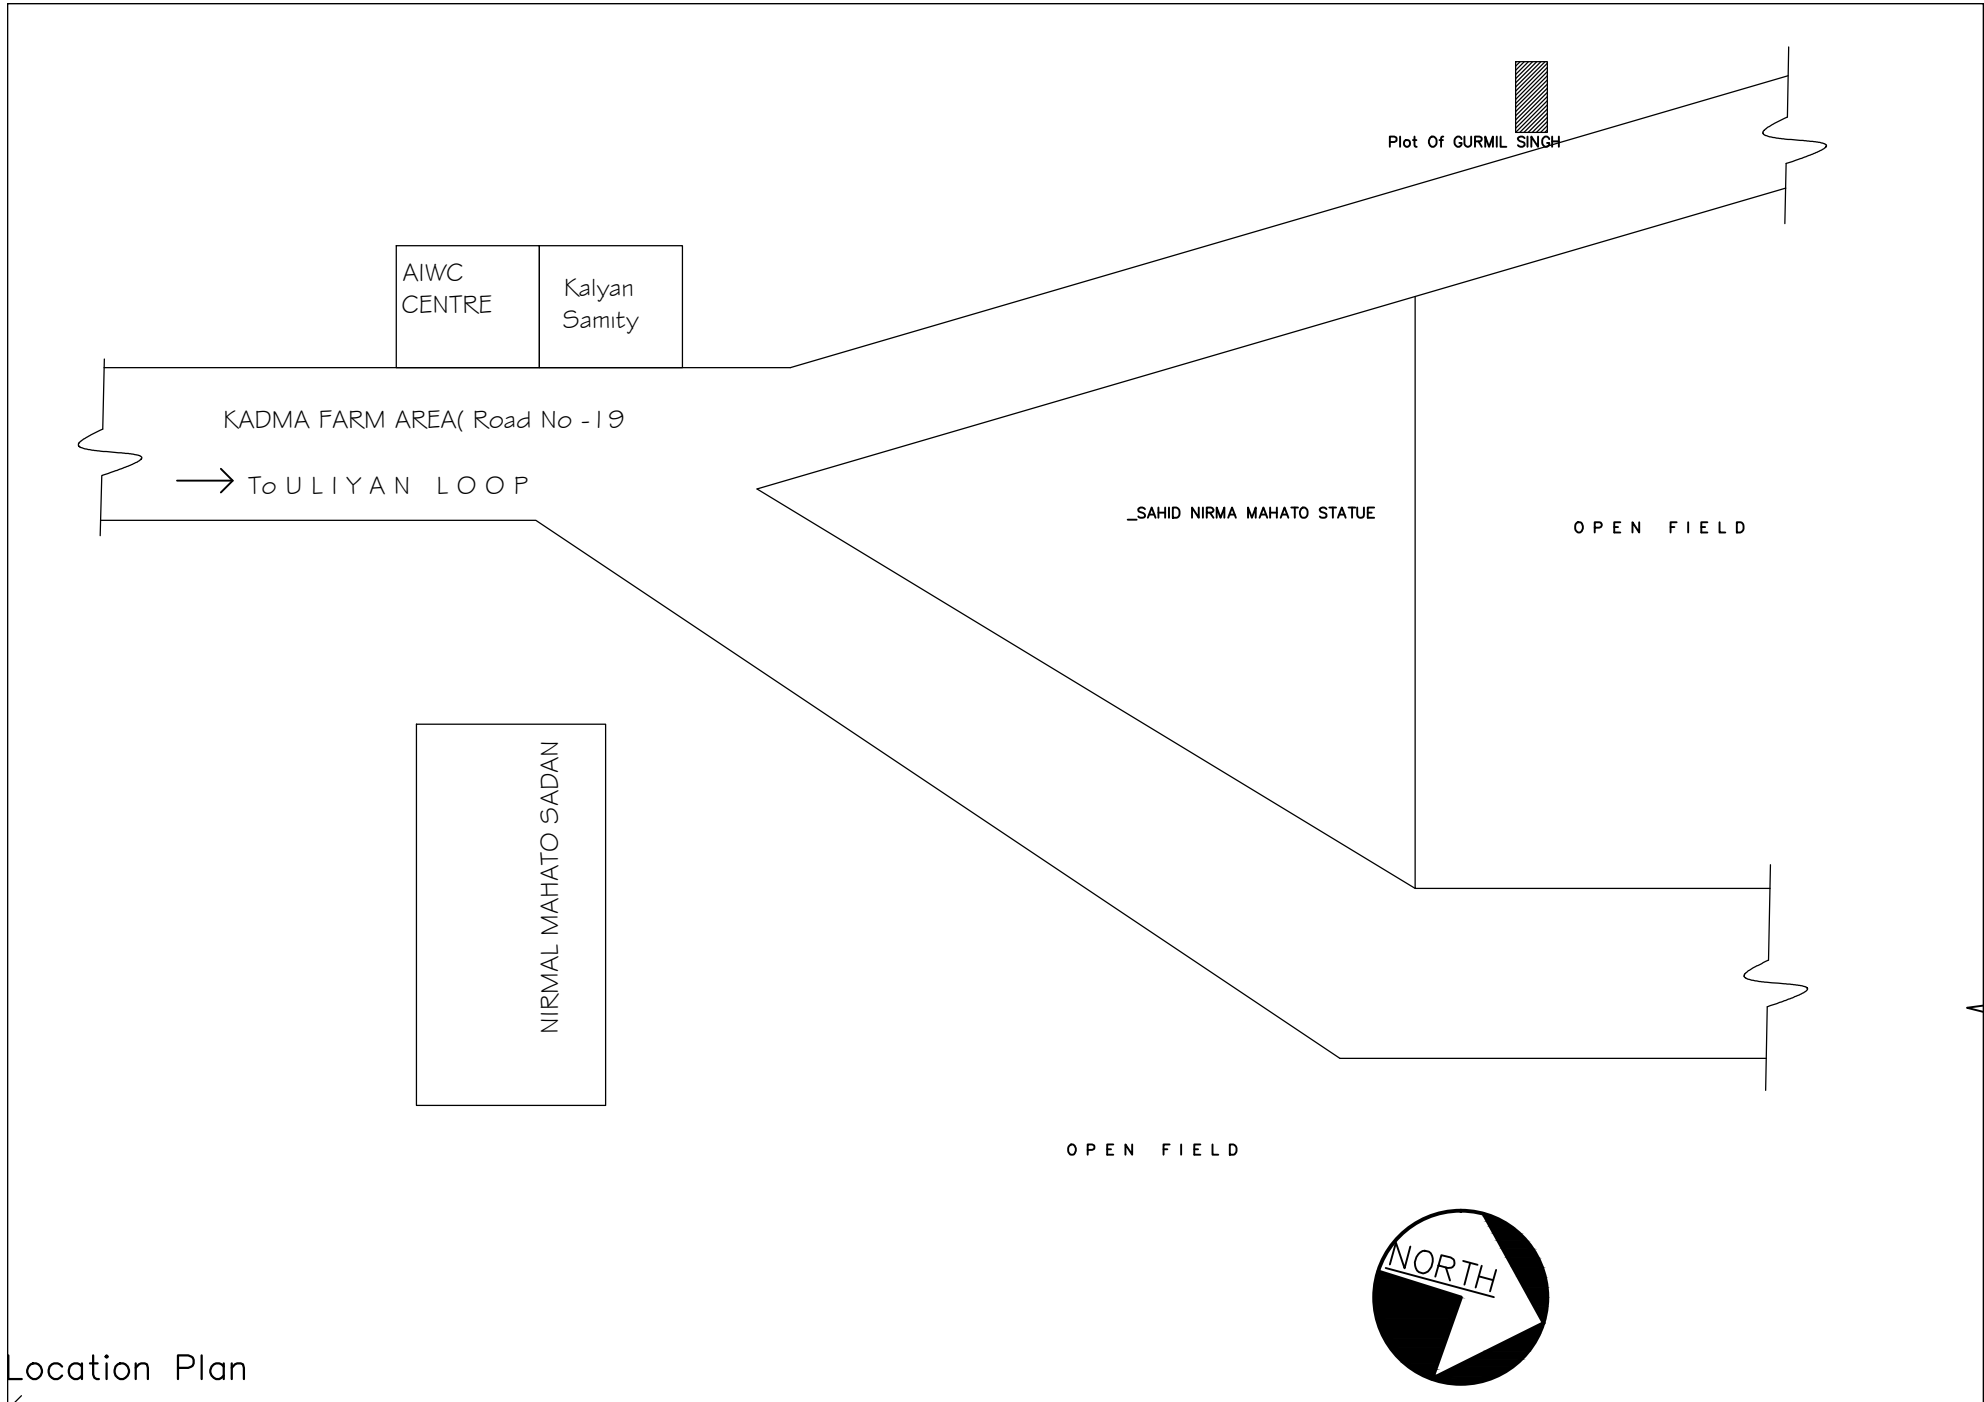 Plot Of GURMIL SINGH
AIWC
CENTRE
Kalyan
Samity
KADMA FARM AREA( Road No -19
To ULIYAN LOOP
_SAHID NIRMA MAHATO STATUE
OPEN FIELD
NIRMAL MAHATO SADAN
OPEN FIELD
NORTH
Location Plan